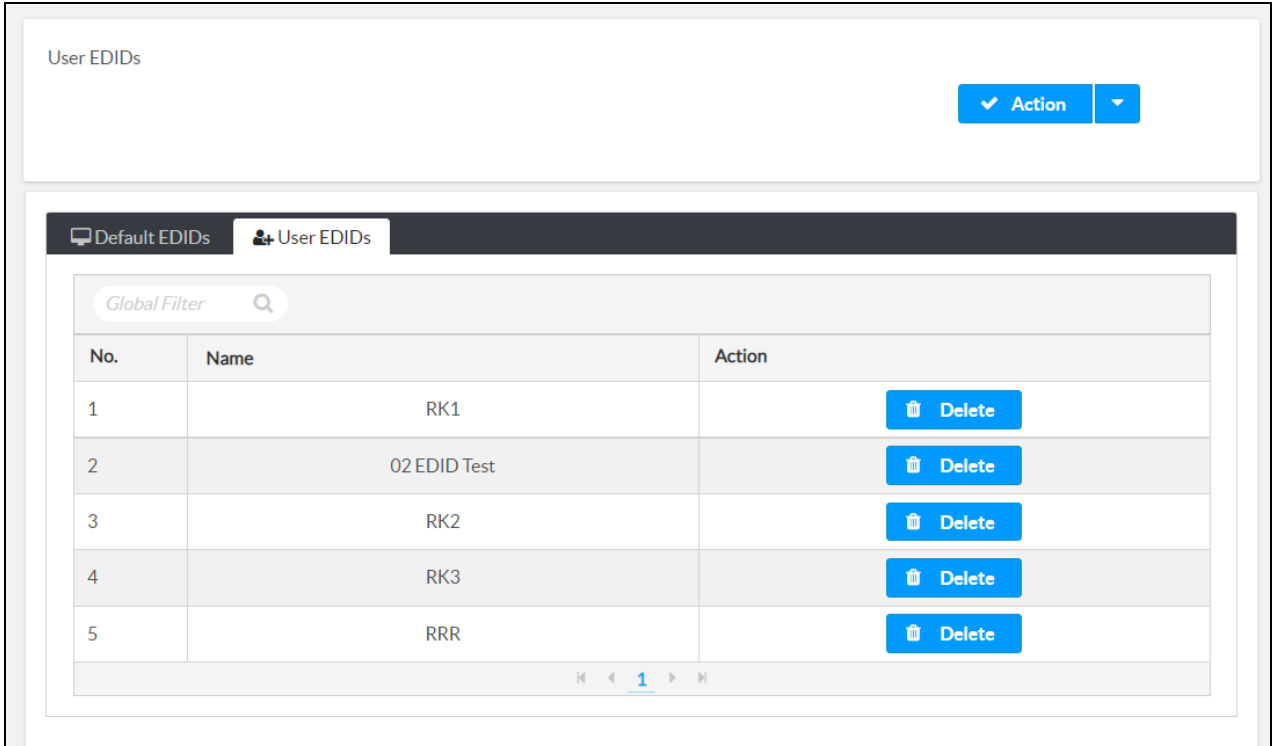 User EDIDs
Action
Default EDIDs User EDIDs
Global Filter
No. Name Action
1 RK1 Delete
2 02 EDID Test Delete
3 RK2 Delete
4 RK3 Delete
5 RRR Delete
1